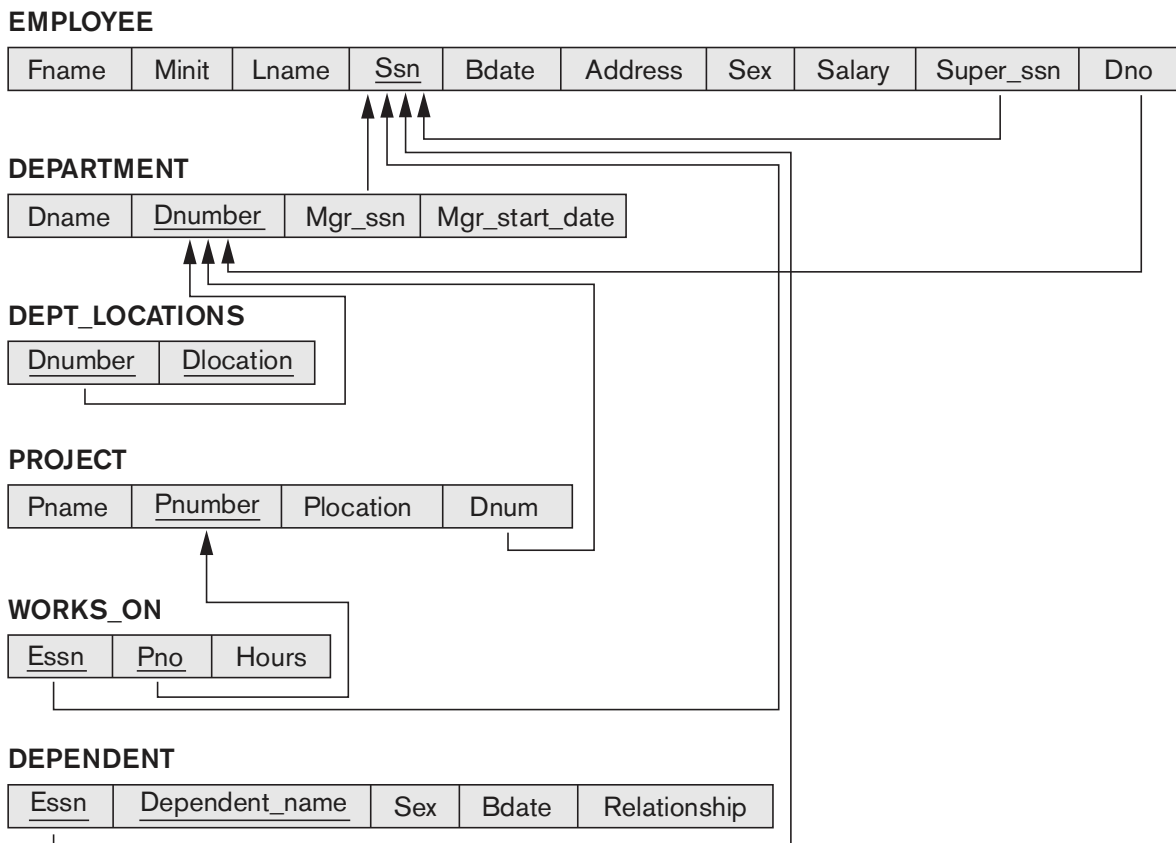 EMPLOYEE
Fname Minit Lname Ssn Bdate Address Sex Salary Super_ssn Dno
DEPARTMENT
Dname Dnumber Mgr_ssn Mgr_start_date
DEPT_LOCATIONS
Dnumber Dlocation
PROJECT
Pname Pnumber Plocation Dnum
WORKS_ON
Essn Pno Hours
DEPENDENT
Essn Dependent_name Sex Bdate Relationship